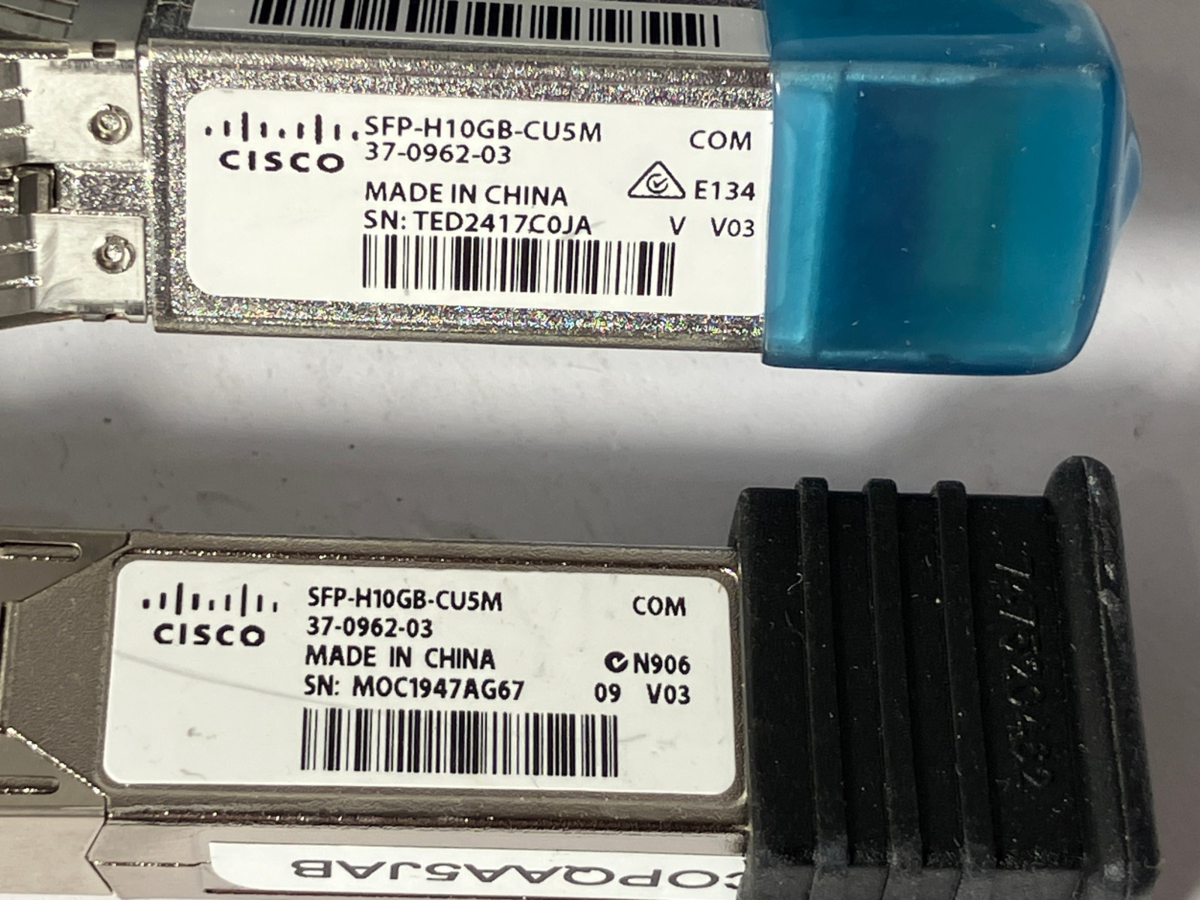 CISCO
SFP-H10GB-CU5M COM
37-0962-03
MADE IN CHINA E134
SN: TED2417C0JA V V03
CISCO
SFP-H10GB-CU5M COM
37-0962-03
MADE IN CHINA N906
SN: MOC1947AG67 09 V03
COPQAA5JAB